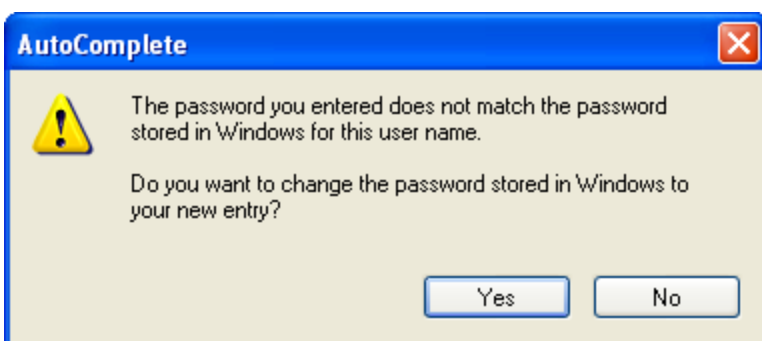 AutoComplete
The password you entered does not match the password
stored in Windows for this user name.
Do you want to change the password stored in Windows to
your new entry?
Yes No